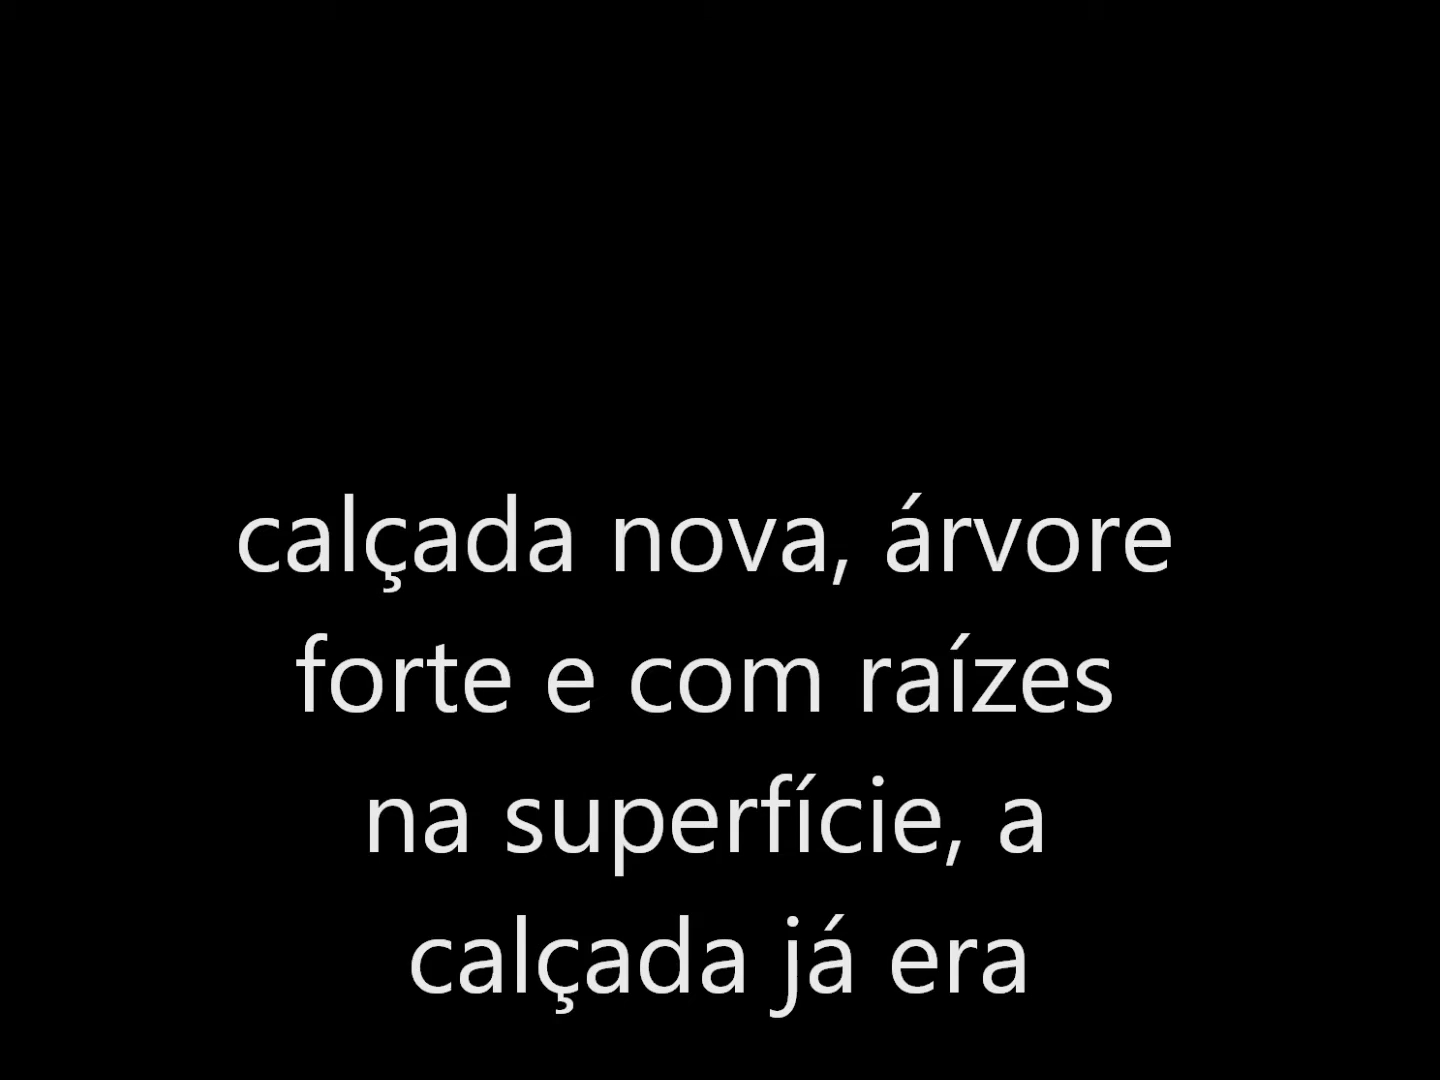 calçada nova, árvore
forte e com raízes
na superfície, a
calçada já era